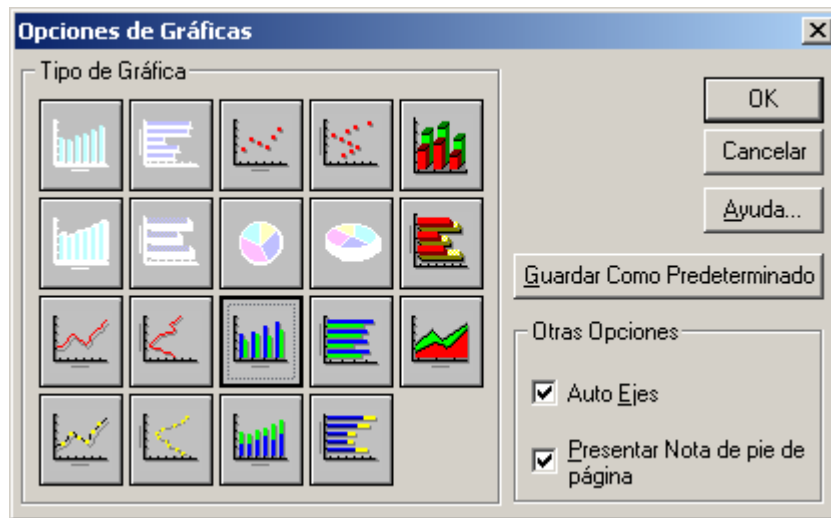 Opciones de Gráficas
Tipo de Gráfica
OK
Cancelar
Ayuda...
Guardar Como Predeterminado
Otras Opciones
Auto Ejes
Presentar Nota de pie de
página